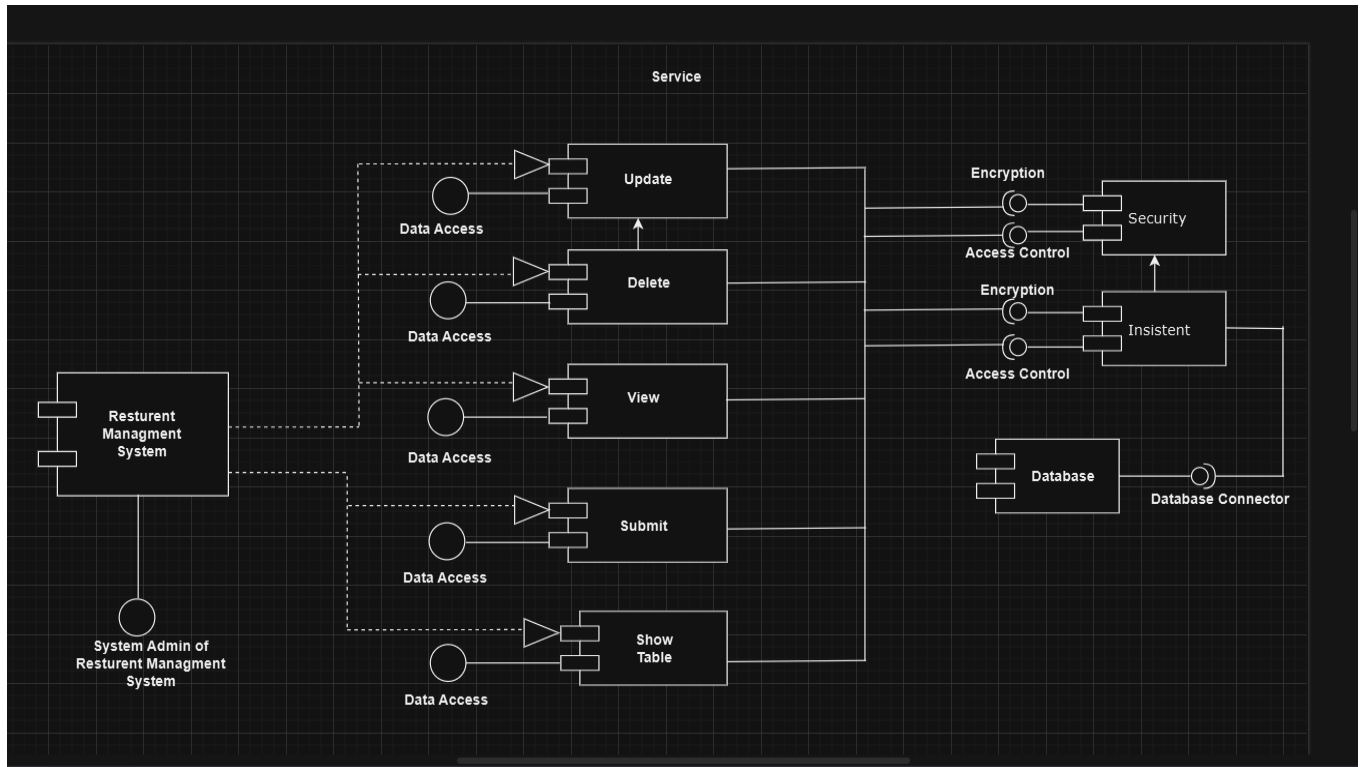 Service
Update
Data Access
Delete
Data Access
View
Data Access
Submit
Data Access
Show
Table
Data Access
Resturent
Managment
System
System Admin of
Resturent Managment
System
Encryption
Security
Access Control
Encryption
Insistent
Access Control
Database
Database Connector